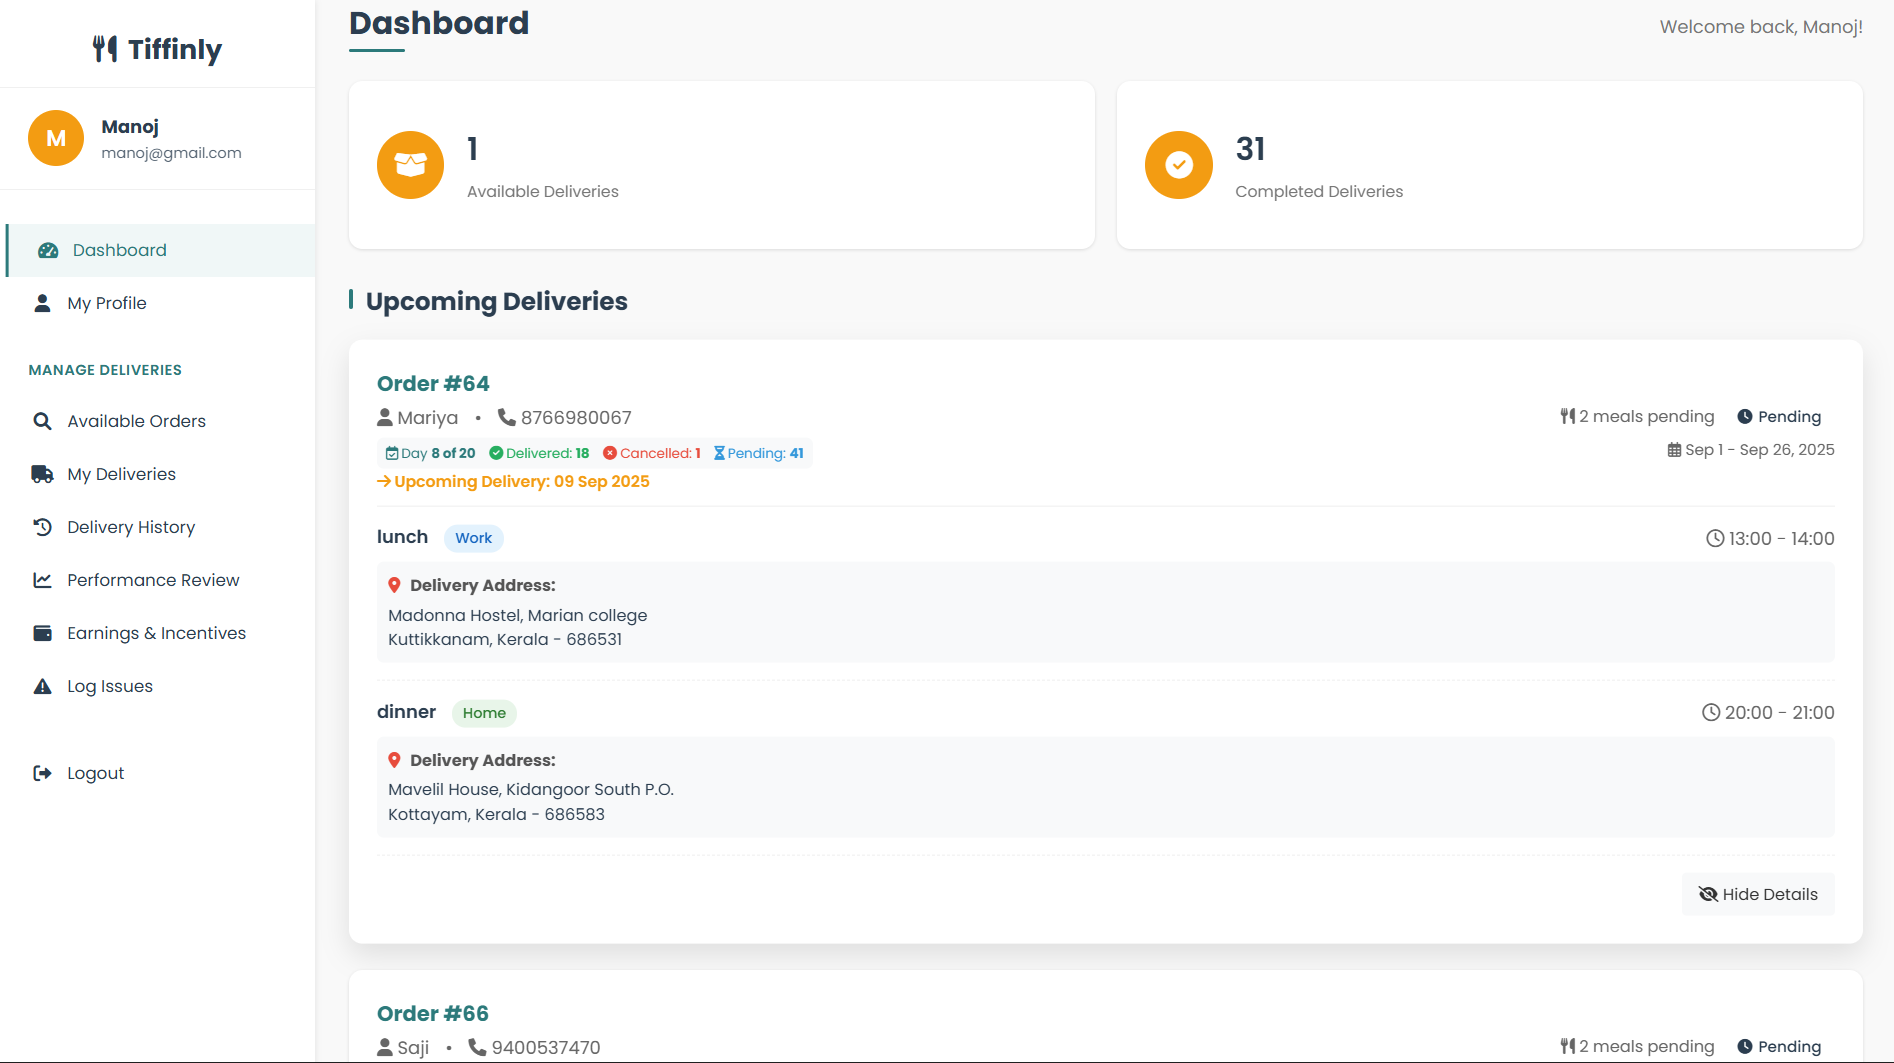 Tiffinly
M
Manoj
manoj@gmail.com
Dashboard
My Profile
MANAGE DELIVERIES
Available Orders
My Deliveries
Delivery History
Performance Review
Earnings & Incentives
Log Issues
Logout
Dashboard
Welcome back, Manoj!
1
Available Deliveries
31
Completed Deliveries
Upcoming Deliveries
Order #64
Mariya • 8766980067
2 meals pending Pending
Day 8 of 20 Delivered: 18 Cancelled: 1 Pending: 41
Sep 1 - Sep 26, 2025
Upcoming Delivery: 09 Sep 2025
lunch Work 13:00 - 14:00
Delivery Address:
Madonna Hostel, Marian college
Kuttikkanam, Kerala - 686531
dinner Home 20:00 - 21:00
Delivery Address:
Mavelil House, Kidangoor South P.O.
Kottayam, Kerala - 686583
Hide Details
Order #66
Saji • 9400537470
2 meals pending Pending